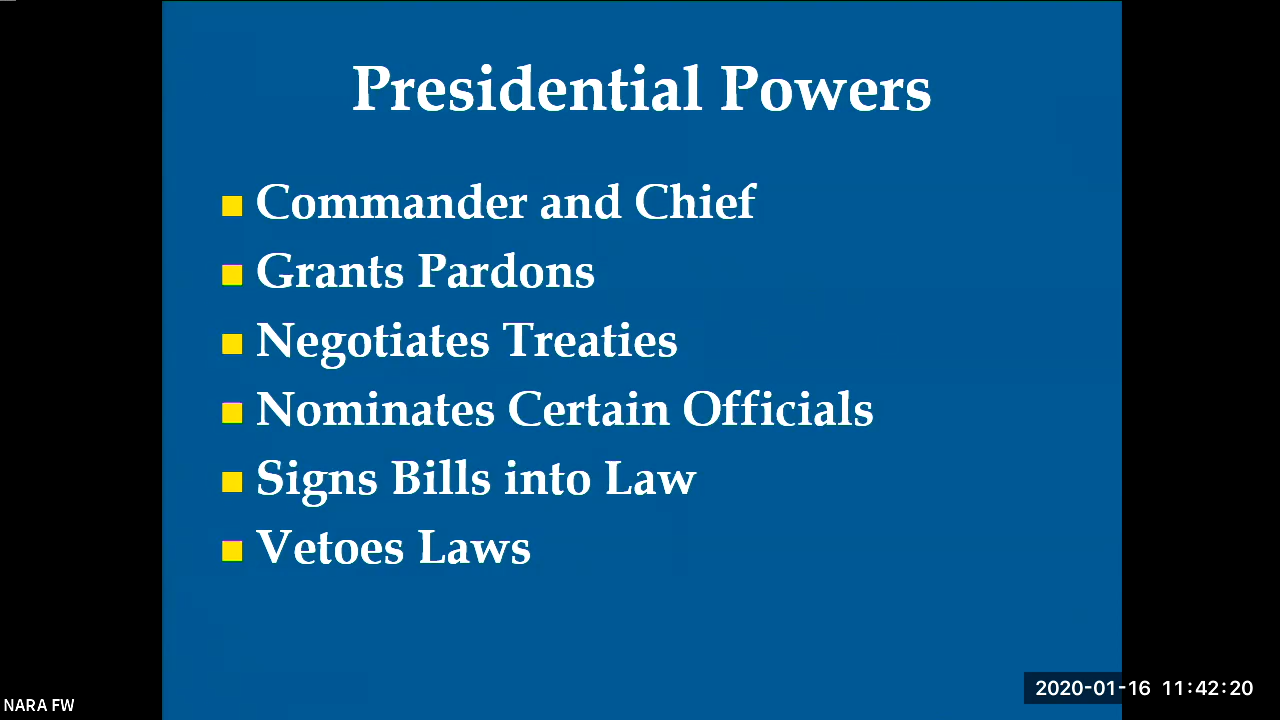 Presidential Powers
Commander and Chief
Grants Pardons
Negotiates Treaties
Nominates Certain Officials
Signs Bills into Law
Vetoes Laws
2020-01-16 11:42:20
NARA FW